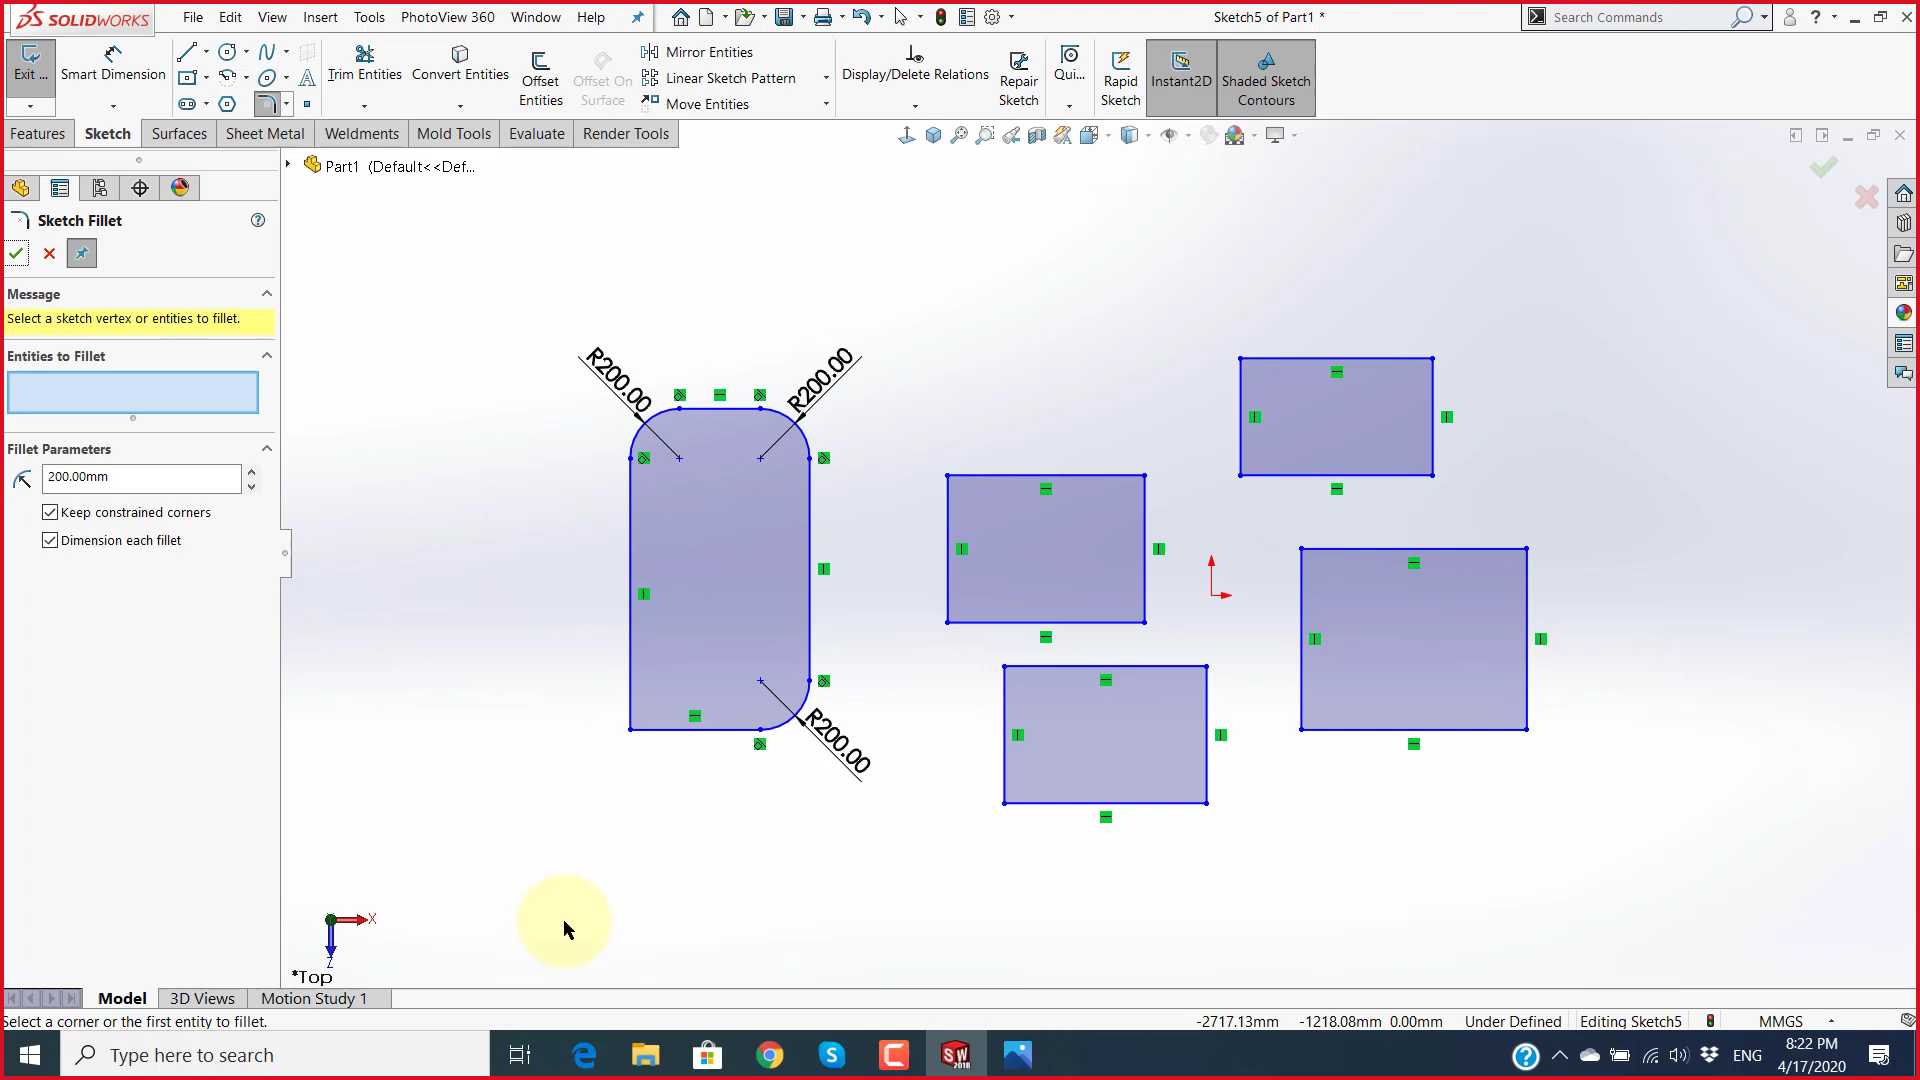 SOLIDWORKS
File Edit View Insert Tools PhotoView 360 Window Help
Sketch5 of Part1 *
Search Commands
Exit ...
Smart Dimension
Trim Entities
Convert Entities
Offset Entities
Offset On Surface
Mirror Entities
Linear Sketch Pattern
Move Entities
Display/Delete Relations
Repair Sketch
Qui...
Rapid Sketch
Instant2D
Shaded Sketch Contours
Features Sketch Surfaces Sheet Metal Weldments Mold Tools Evaluate Render Tools
Part1 (Default<<Def...
Sketch Fillet
Message
Select a sketch vertex or entities to fillet.
Entities to Fillet
Fillet Parameters
200.00mm
Keep constrained corners
Dimension each fillet
R200.00
R200.00
R200.00
X
Z
*Top
Model 3D Views Motion Study 1
Select a corner or the first entity to fillet.
-2717.13mm -1218.08mm 0.00mm Under Defined Editing Sketch5 MMGS
Type here to search
SW
2018
ENG
8:22 PM
4/17/2020